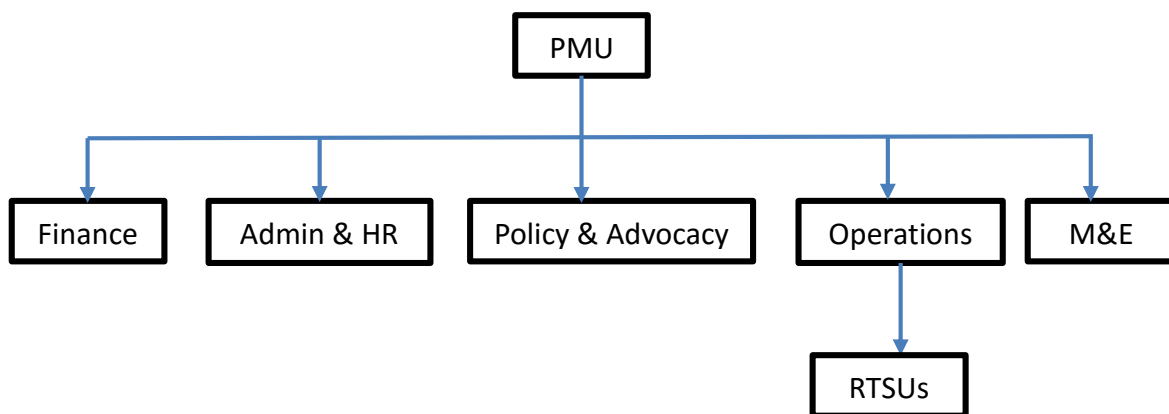 PMU
Finance
Admin & HR
Policy & Advocacy
Operations
M&E
RTSUs